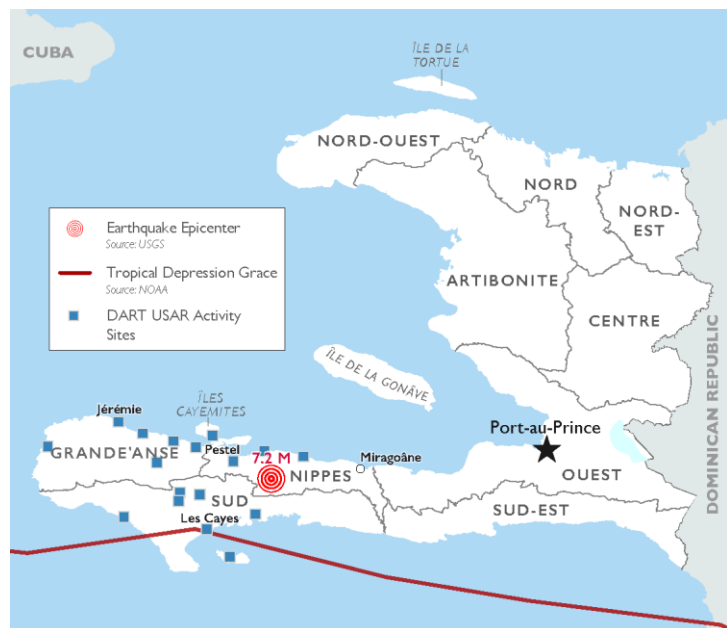 CUBA
ÎLE DE LA
TORTUE
NORD-OUEST
NORD
NORD-
EST
Earthquake Epicenter
Source: USGS
Tropical Depression Grace
Source: NOAA
DART USAR Activity
Sites
ARTIBONITE
CENTRE
DOMINICAN REPUBLIC
ÎLE DE LA GONÂVE
ÎLES
CAYEMITES
Jérémie
Port-au-Prince
GRANDE'ANSE
Pestel
7.2 M
Miragoâne
NIPPES
OUEST
SUD
SUD-EST
Les Cayes